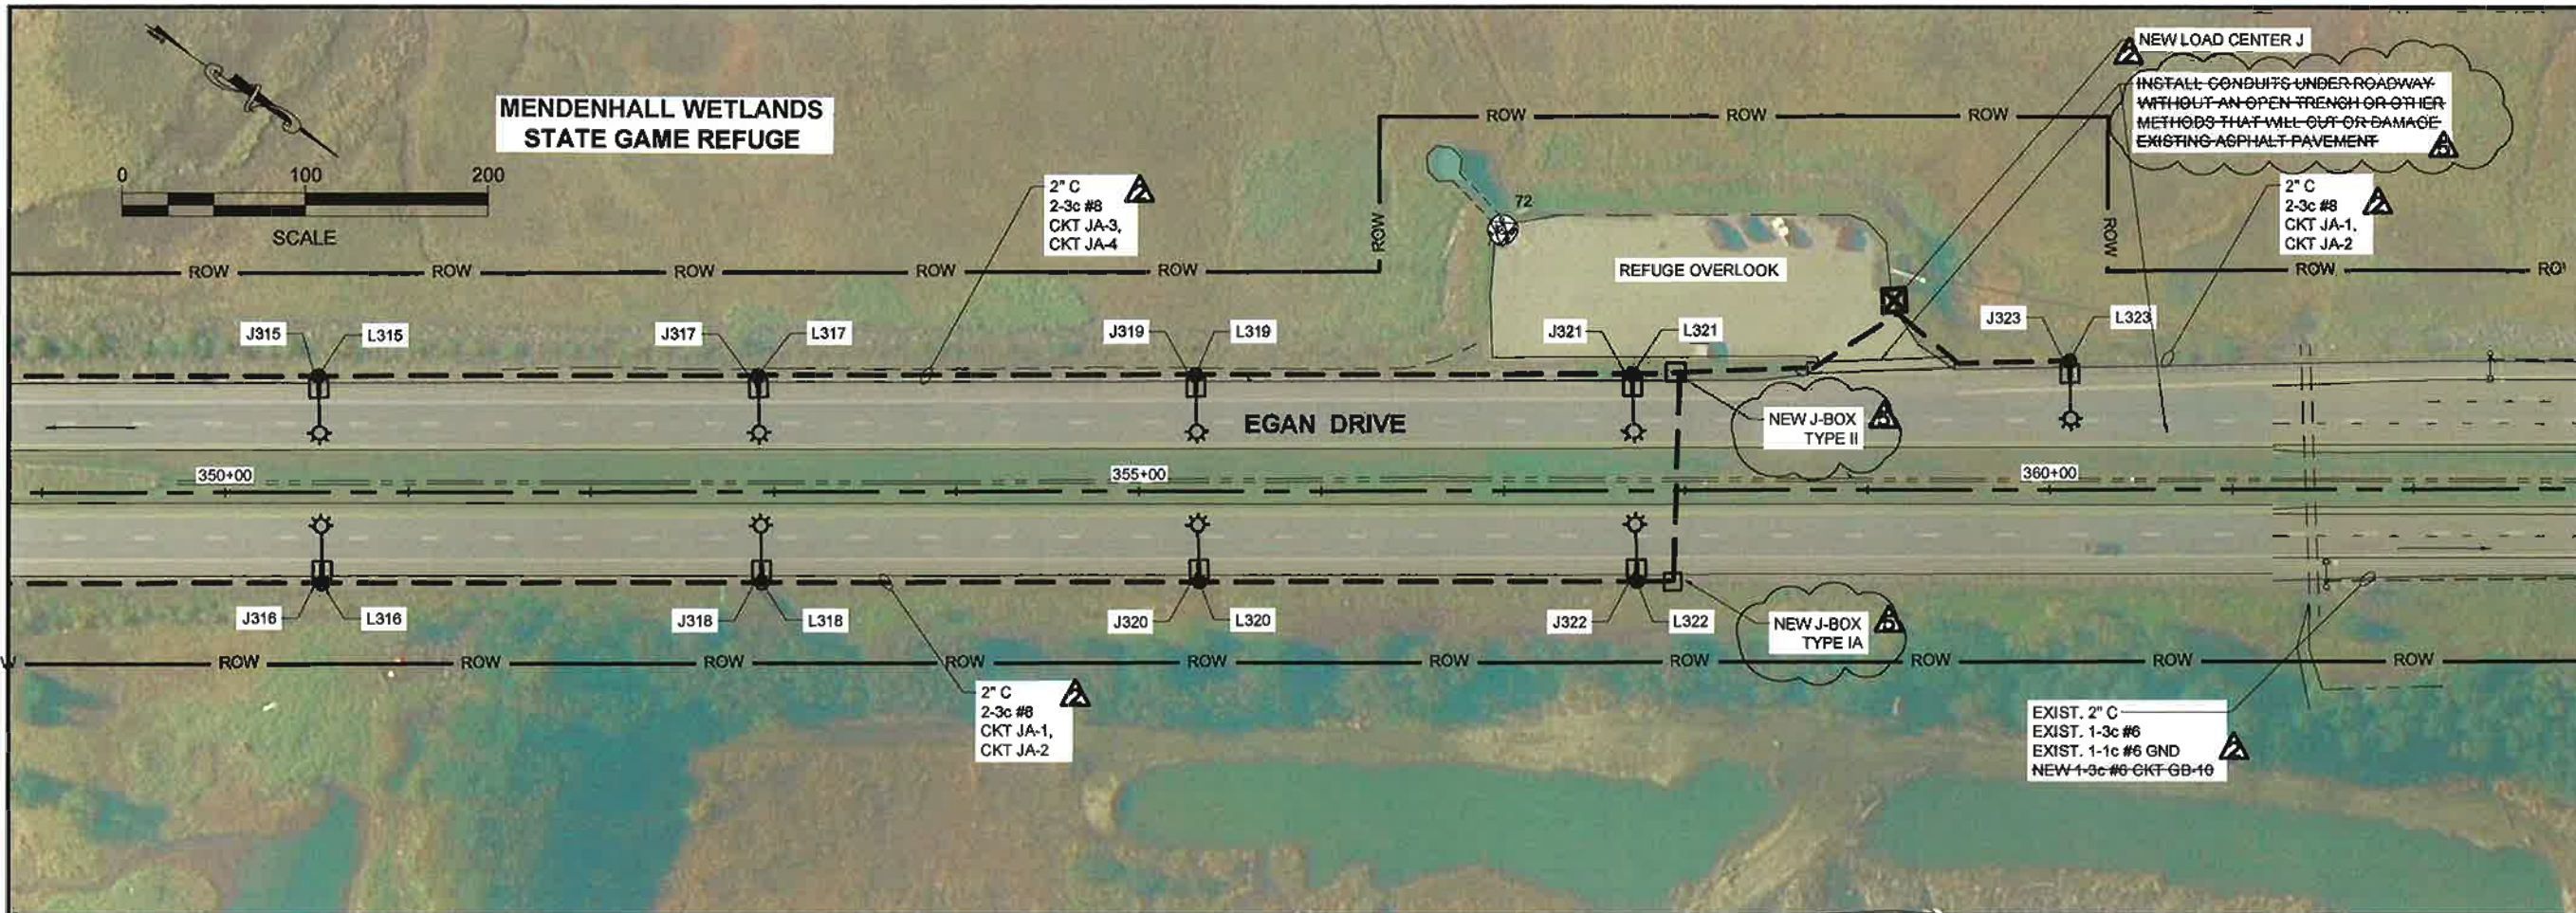 NEW LOAD CENTER J
INSTALL CONDUITS UNDER ROADWAY
WITHOUT AN OPEN TRENCH OR OTHER
METHODS THAT WILL CUT OR DAMAGE
EXISTING ASPHALT PAVEMENT
MENDENHALL WETLANDS
STATE GAME REFUGE
0 100 200
SCALE
2" C
2-3c #8
CKT JA-3,
CKT JA-4
ROW ROW ROW
ROW
72
ROW
2" C
2-3c #8
CKT JA-1,
CKT JA-2
REFUGE OVERLOOK
ROW ROW ROW ROW ROW
ROW
J315 L315
J317 L317
J319 L319
J321 L321
J323 L323
EGAN DRIVE
NEW J-BOX
TYPE II
350+00 355+00 360+00
J316 L316
J318 L318
J320 L320
J322 L322
NEW J-BOX
TYPE IA
ROW ROW ROW ROW ROW ROW ROW ROW ROW ROW
2" C
2-3c #8
CKT JA-1,
CKT JA-2
EXIST. 2" C
EXIST. 1-3c #6
EXIST. 1-1c #6 GND
NEW 1-3c #6 CKT GB-10